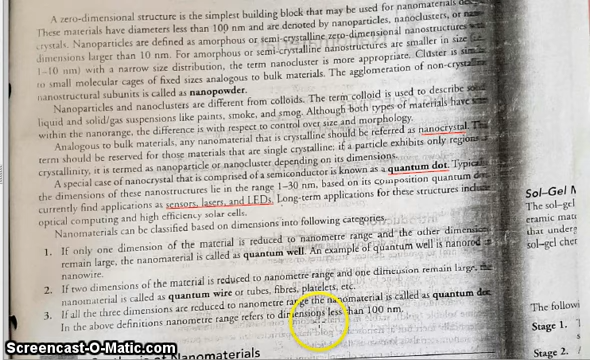 A zero-dimensional structure is the simplest building block that may be used for nanomaterials
These materials have diameters less than 100 nm and are denoted by nanoparticles, nanoclusters, or
crystals. Nanoparticles are defined as amorphous or semi-crystalline zero-dimensional nanostructures
dimensions larger than 10 nm. For amorphous or semi-crystalline nanostructures are smaller in size
1–10 nm) with a narrow size distribution, the term nanocluster is more appropriate. Cluster is
to small molecular cages of fixed sizes analogous to bulk materials. The agglomeration of
nanostructural subunits is called as nanopowder.
Nanoparticles and nanoclusters are different from colloids. The term colloid is used to describe
liquid and solid/gas suspensions like paints, smoke, and smog. Although both types of materials have
within the nanorange, the difference is with respect to control over size and morphology.
Analogous to bulk materials, any nanomaterial that is crystalline should be referred as nanocrystal.
term should be reserved for those materials that are single crystalline; if a particle exhibits only regions
crystallinity, it is termed as nanoparticle or nanocluster depending on its dimensions.
A special case of nanocrystal that is comprised of a semiconductor is known as a quantum dot.
the dimensions of these nanostructures lie in the range 1–30 nm, based on its composition quantum
currently find applications as sensors, lasers, and LEDs. Long-term applications for these structures include
optical computing and high efficiency solar cells.
Nanomaterials can be classified based on dimensions into following categories.
1. If only one dimension of the material is reduced to nanometre range and the other dimension
remain large, the nanomaterial is called as quantum well. An example of quantum well is nanorod
nanowire.
2. If two dimensions of the material is reduced to nanometre range and one dimension remain large, the
nanomaterial is called as quantum wire or tubes, fibres, platelets, etc.
3. If all the three dimensions are reduced to nanometre range the nanomaterial is called as quantum dot
In the above definitions nanometre range refers to dimensions less than 100 nm.
Nanomaterials
Sol–Gel
The sol–gel
eramic
that
sol–gel
The
Stage 1.
Stage 2.
Screencast-O-Matic.com